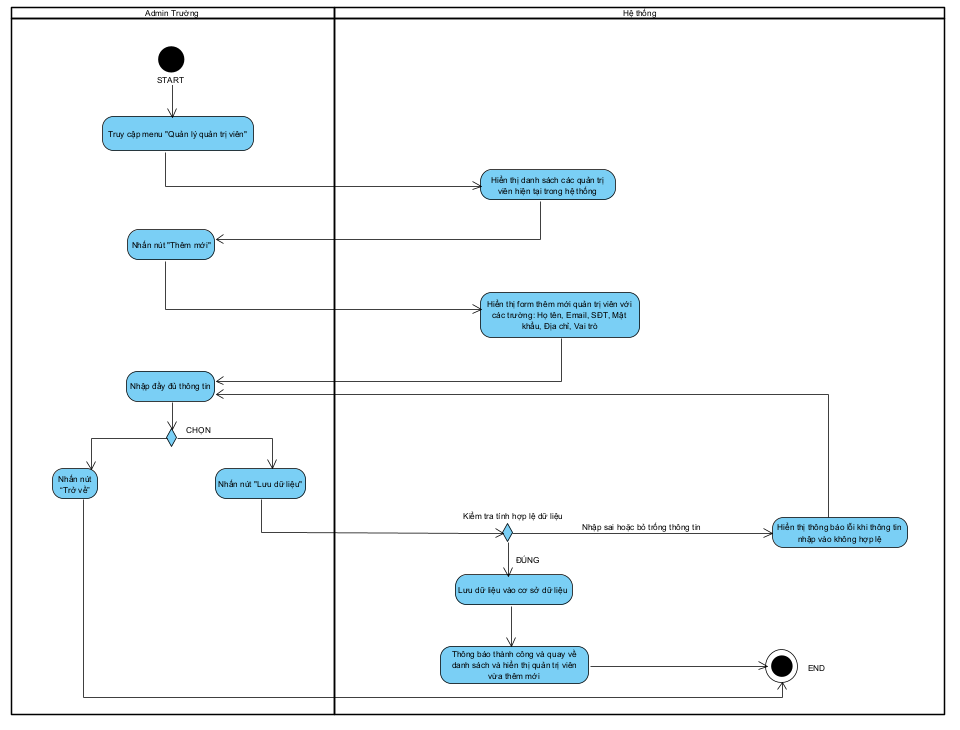 Admin Trường
Hệ thống
START
Truy cập menu "Quản lý quản trị viên"
Hiển thị danh sách các quản trị
viên hiện tại trong hệ thống
Nhấn nút "Thêm mới"
Hiển thị form thêm mới quản trị viên với
các trường: Họ tên, Email, SĐT, Mật
khẩu, Địa chỉ, Vai trò
Nhập đầy đủ thông tin
CHỌN
Nhấn nút
"Trở về"
Nhấn nút "Lưu dữ liệu"
Kiểm tra tính hợp lệ dữ liệu
Nhập sai hoặc bỏ trống thông tin
Hiển thị thông báo lỗi khi thông tin
nhập vào không hợp lệ
ĐÚNG
Lưu dữ liệu vào cơ sở dữ liệu
Thông báo thành công và quay về
danh sách và hiển thị quản trị viên
vừa thêm mới
END